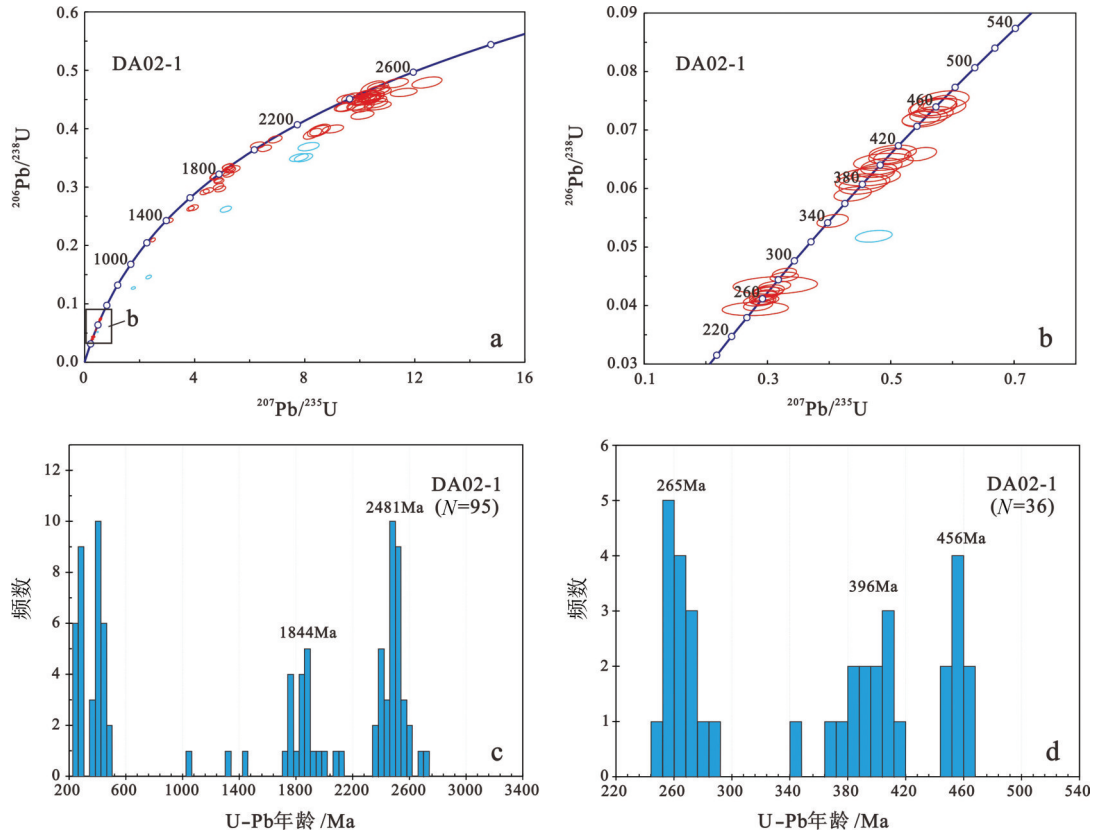 DA02-1
0.6
0.5
0.4
0.3
0.2
0.1
0.0
206Pb/238U
2600
2200
1800
1400
1000
b
a
0 4 8 12 16
207Pb/235U
DA02-1
0.09
0.08
0.07
0.06
0.05
0.04
0.03
206Pb/238U
540
500
460
420
380
340
300
260
220
b
0.1 0.3 0.5 0.7
207Pb/235U
DA02-1
(N=95)
12
10
8
6
4
2
0
频数
2481Ma
1844Ma
c
200 600 1000 1400 1800 2200 2600 3000 3400
U-Pb年龄/Ma
DA02-1
(N=36)
6
5
4
3
2
1
0
频数
265Ma
396Ma
456Ma
d
220 260 300 340 380 420 460 500 540
U-Pb年龄/Ma